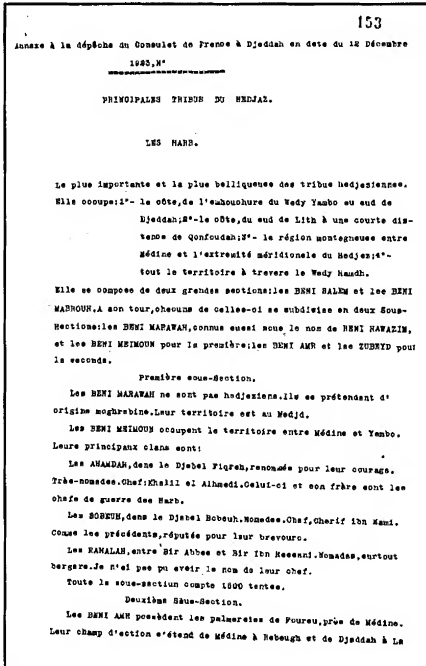 153
Annexe à la dépêche du Consulat de France à Djeddah en date du 12 Décembre
1923, N°
PRINCIPALES TRIBUS DU HEDJAZ.
LES HARB.
La plus importante et la plus belliqueuse des tribus hedjaziennes.
Elle occupe:1°- le côte,de l'embouchure du Wady Yambo au sud de
Djeddah;2°-le côte,du sud de Lith à une courte dis-
tance de Qonfoudah;3°- la région montagneuse entre
Médine et l'extremité méridionale du Hedjaz;4°-
tout le territoire à travers le Wady Hamdh.
Elle se compose de deux grandes sections:les BENI SALEM et les BENI
MABROUH.A son tour,chacune de celles-ci se subdivise en deux Sous-
Sections:les BENI MARAWAH,connus aussi sous le nom de BENI HAWAZIM,
et les BENI MEIMOUN pour la première;les BENI AMR et les ZUBEYD pour
la seconde.
Première sous-Section.
Les BENI MARAWAH ne sont pas hedjaziens.Ils se prétendent d'
origine moghrabine.Leur territoire est au Nedjd.
Les BENI MEIMOUN occupent le territoire entre Médine et Yambo.
Leurs principaux clans sont:
Les AHAMDAH,dans le Djebel Fiqreh,renommés pour leur courage.
Très-nomades.Chef:Khalil el Alhmedi.Celui-ci et son frère sont les
chefs de guerre des Harb.
Les SOBEUH,dans le Djebel Sobeuh.Nomades.Chef,Cherif ibn Nami.
Comme les précédents,réputés pour leur bravoure.
Les RAHALAH,entre Bir Abbas et Bir Ibn Hassani.Nomades,surtout
bergers.Je n'ai pas pu avoir le nom de leur chef.
Toute la sous-section compte 1800 tentes.
Deuxième Sous-Section.
Les BENI AMR possèdent les palmeraies de Foureu,près de Médine.
Leur champ d'action s'étend de Médine à Rabough et de Djeddah à La